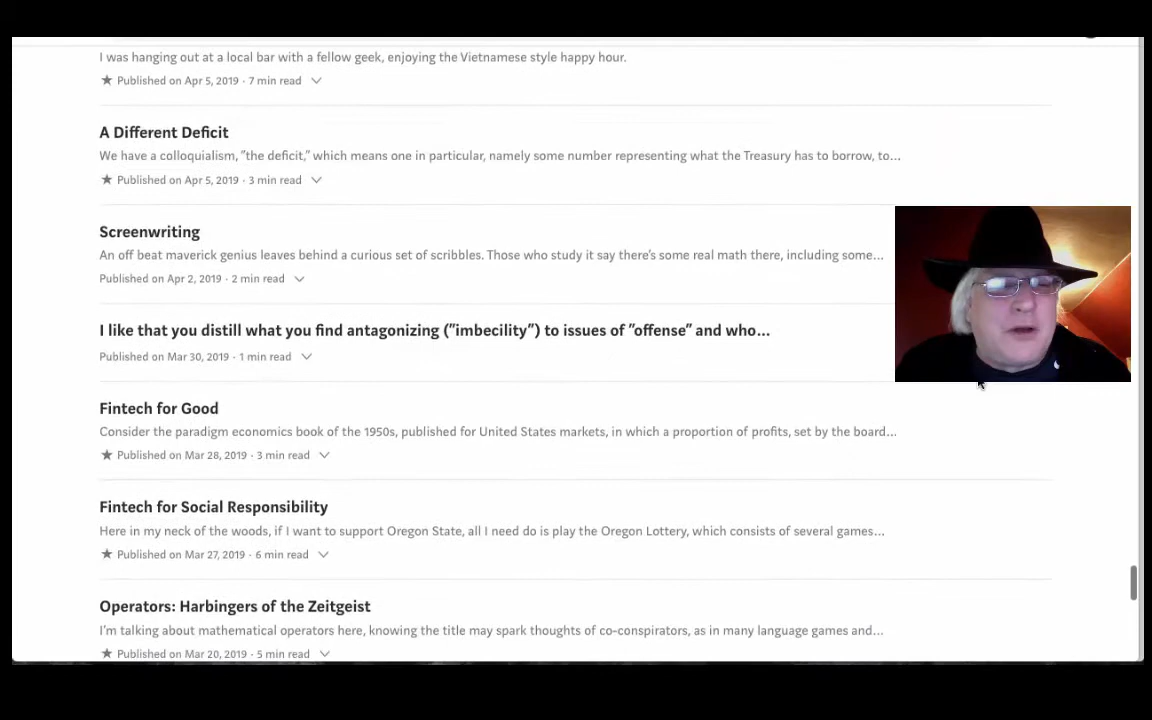 I was hanging out at a local bar with a fellow geek, enjoying the Vietnamese style happy hour.
★ Published on Apr 5, 2019 · 7 min read
A Different Deficit
We have a colloquialism, "the deficit," which means one in particular, namely some number representing what the Treasury has to borrow, to...
★ Published on Apr 5, 2019 · 3 min read
Screenwriting
An off beat maverick genius leaves behind a curious set of scribbles. Those who study it say there's some real math there, including some...
Published on Apr 2, 2019 · 2 min read
I like that you distill what you find antagonizing ("imbecility") to issues of "offense" and who...
Published on Mar 30, 2019 · 1 min read
Fintech for Good
Consider the paradigm economics book of the 1950s, published for United States markets, in which a proportion of profits, set by the board...
★ Published on Mar 28, 2019 · 3 min read
Fintech for Social Responsibility
Here in my neck of the woods, if I want to support Oregon State, all I need do is play the Oregon Lottery, which consists of several games...
★ Published on Mar 27, 2019 · 6 min read
Operators: Harbingers of the Zeitgeist
I'm talking about mathematical operators here, knowing the title may spark thoughts of co-conspirators, as in many language games and...
★ Published on Mar 20, 2019 · 5 min read